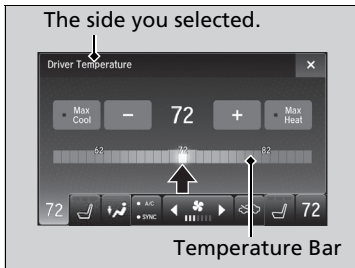 The side you selected.
Driver Temperature
×
Max Cool
−
72
+
Max Heat
62
72
82
72
A/C
SYNC
72
Temperature Bar